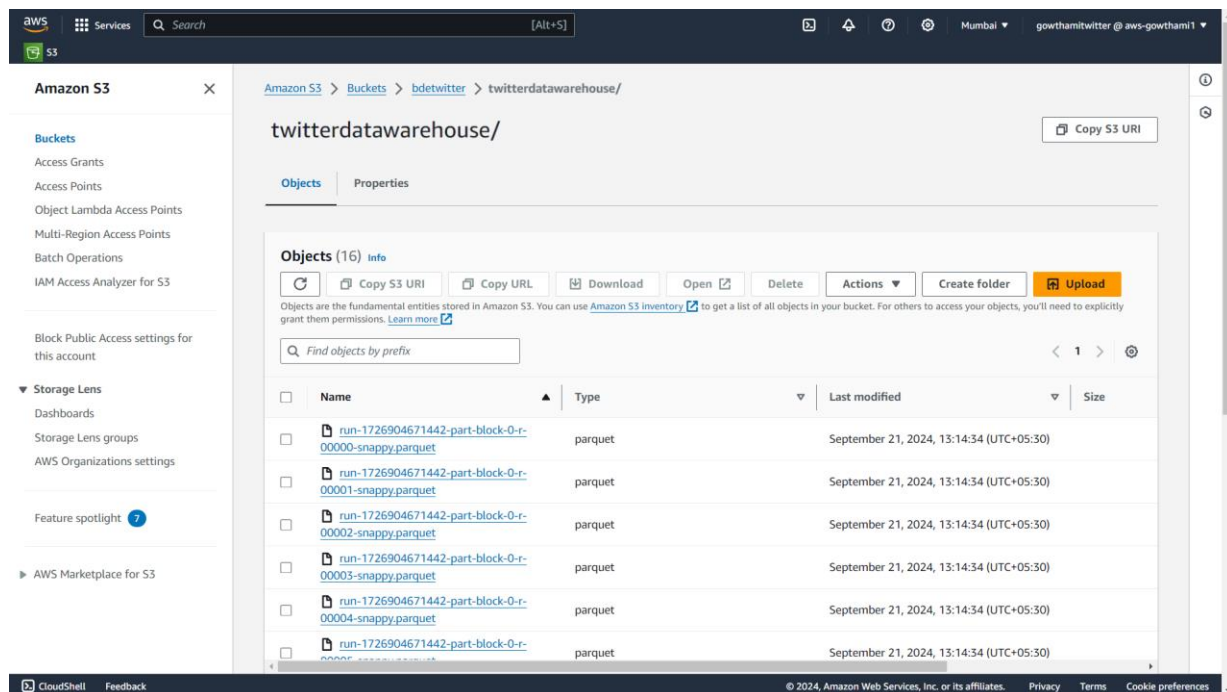 aws
Services
Search
[Alt+S]
Mumbai
gowthamitwitter @ aws-gowthami1
S3
Amazon S3
Buckets
Access Grants
Access Points
Object Lambda Access Points
Multi-Region Access Points
Batch Operations
IAM Access Analyzer for S3
Block Public Access settings for
this account
Storage Lens
Dashboards
Storage Lens groups
AWS Organizations settings
Feature spotlight 7
AWS Marketplace for S3
Amazon S3 > Buckets > bdetwitter > twitterdatawarehouse/
twitterdatawarehouse/
Copy S3 URI
Objects
Properties
Objects (16) Info
Copy S3 URI
Copy URL
Download
Open
Delete
Actions
Create folder
Upload
Objects are the fundamental entities stored in Amazon S3. You can use Amazon S3 inventory to get a list of all objects in your bucket. For others to access your objects, you'll need to explicitly
grant them permissions. Learn more
Find objects by prefix
< 1 >
Name
Type
Last modified
Size
run-1726904671442-part-block-0-r-
00000-snappy.parquet
parquet
September 21, 2024, 13:14:34 (UTC+05:30)
run-1726904671442-part-block-0-r-
00001-snappy.parquet
parquet
September 21, 2024, 13:14:34 (UTC+05:30)
run-1726904671442-part-block-0-r-
00002-snappy.parquet
parquet
September 21, 2024, 13:14:34 (UTC+05:30)
run-1726904671442-part-block-0-r-
00003-snappy.parquet
parquet
September 21, 2024, 13:14:34 (UTC+05:30)
run-1726904671442-part-block-0-r-
00004-snappy.parquet
parquet
September 21, 2024, 13:14:34 (UTC+05:30)
run-1726904671442-part-block-0-r-
parquet
September 21, 2024, 13:14:34 (UTC+05:30)
CloudShell
Feedback
© 2024, Amazon Web Services, Inc. or its affiliates.
Privacy
Terms
Cookie preferences